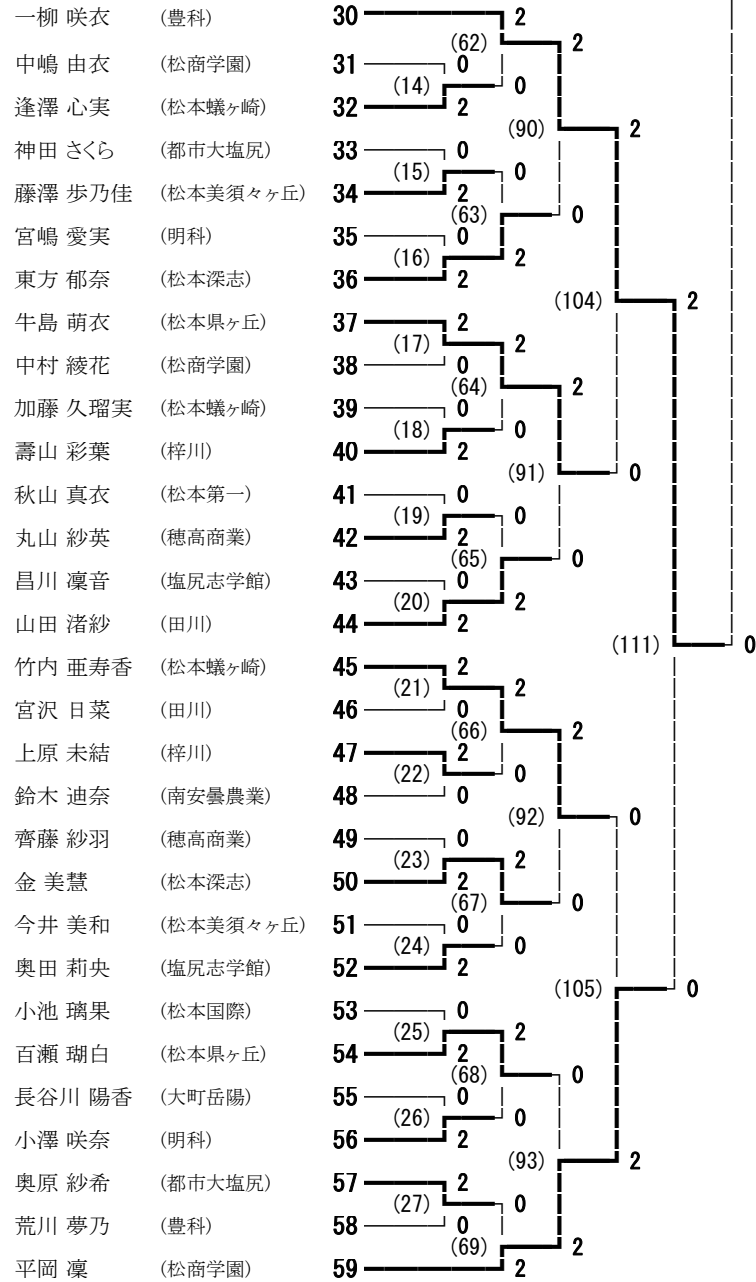 一柳 咲衣 (豊科) 30 2
(62) 2
中嶋 由衣 (松商学園) 31 0
(14) 0
逢澤 心実 (松本蟻ヶ崎) 32 2
(90) 2
神田 さくら (都市大塩尻) 33 0
(15) 0
藤澤 歩乃佳 (松本美須々ヶ丘) 34 2
(63) 0
宮嶋 愛実 (明科) 35 0
(16) 2
東方 郁奈 (松本深志) 36 2
(104) 2
牛島 萌衣 (松本県ヶ丘) 37 2
(17) 2
中村 綾花 (松商学園) 38 0
(64) 2
加藤 久瑠実 (松本蟻ヶ崎) 39 0
(18) 0
壽山 彩葉 (梓川) 40 2
(91) 0
秋山 真衣 (松本第一) 41 0
(19) 0
丸山 紗英 (穂高商業) 42 2
(65) 0
昌川 凜音 (塩尻志学館) 43 0
(20) 2
山田 渚紗 (田川) 44 2
(111) 0
竹内 亜寿香 (松本蟻ヶ崎) 45 2
(21) 2
宮沢 日菜 (田川) 46 0
(66) 2
上原 未結 (梓川) 47 2
(22) 0
鈴木 迪奈 (南安曇農業) 48 0
(92) 0
齊藤 紗羽 (穂高商業) 49 0
(23) 2
金 美慧 (松本深志) 50 2
(67) 0
今井 美和 (松本美須々ヶ丘) 51 0
(24) 0
奥田 莉央 (塩尻志学館) 52 2
(105) 0
小池 璃果 (松本国際) 53 0
(25) 2
百瀬 瑚白 (松本県ヶ丘) 54 2
(68) 0
長谷川 陽香 (大町岳陽) 55 0
(26) 0
小澤 咲奈 (明科) 56 2
(93) 2
奥原 紗希 (都市大塩尻) 57 2
(27) 0
荒川 夢乃 (豊科) 58 0
(69) 2
平岡 凜 (松商学園) 59 2